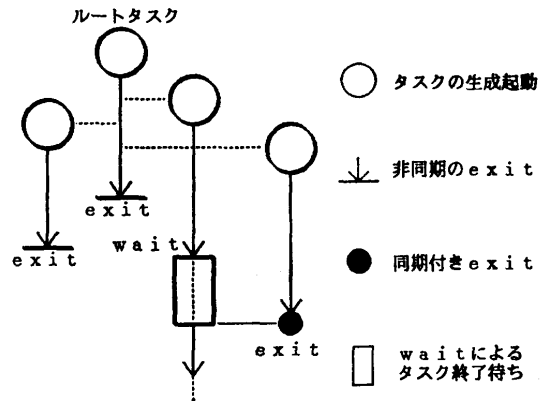 ルートタスク
タスクの生成起動
非同期のexit
exit
wait
exit
同期付きexit
exit
waitによる
タスク終了待ち